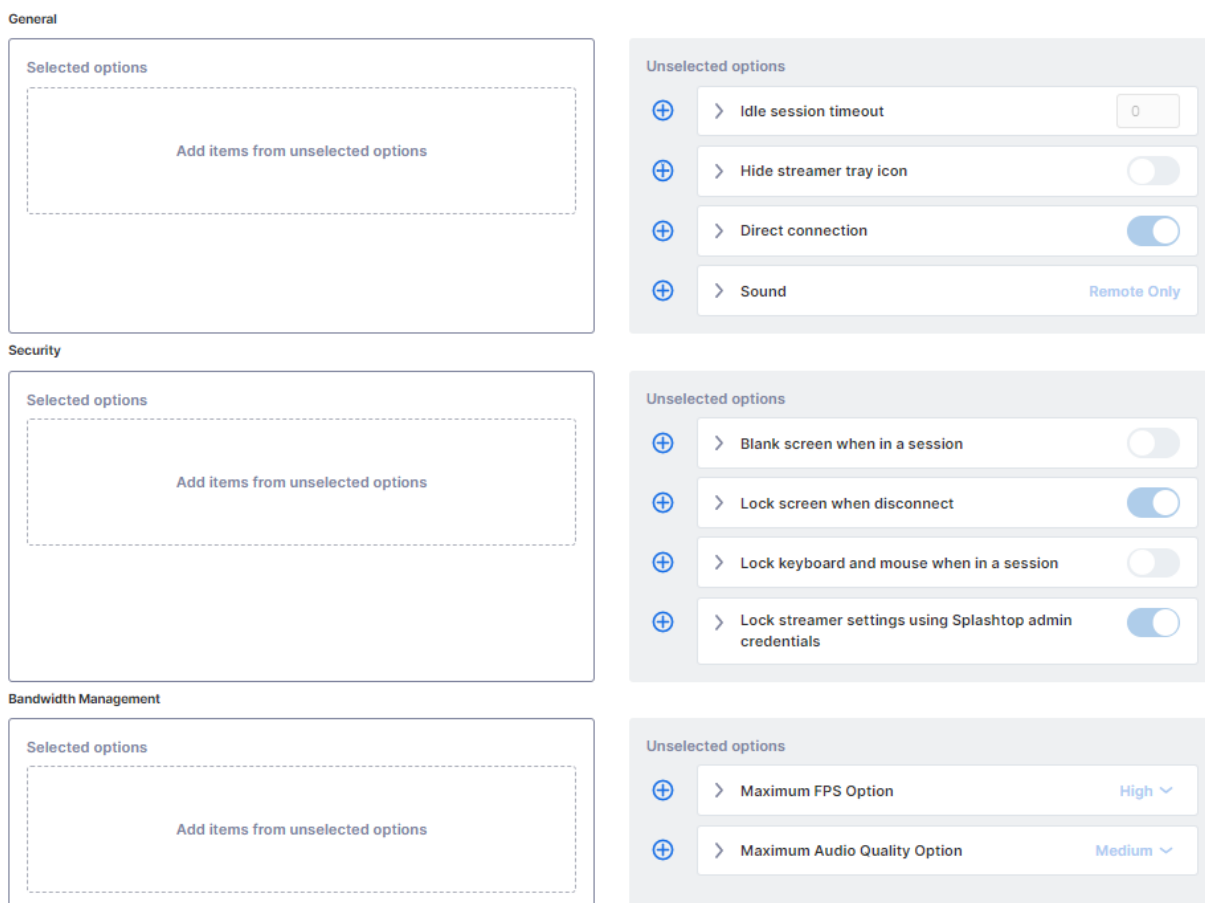 General
Selected options
Add items from unselected options
Unselected options
Idle session timeout 0
Hide streamer tray icon
Direct connection
Sound Remote Only
Security
Selected options
Add items from unselected options
Unselected options
Blank screen when in a session
Lock screen when disconnect
Lock keyboard and mouse when in a session
Lock streamer settings using Splashtop admin
credentials
Bandwidth Management
Selected options
Add items from unselected options
Unselected options
Maximum FPS Option High
Maximum Audio Quality Option Medium